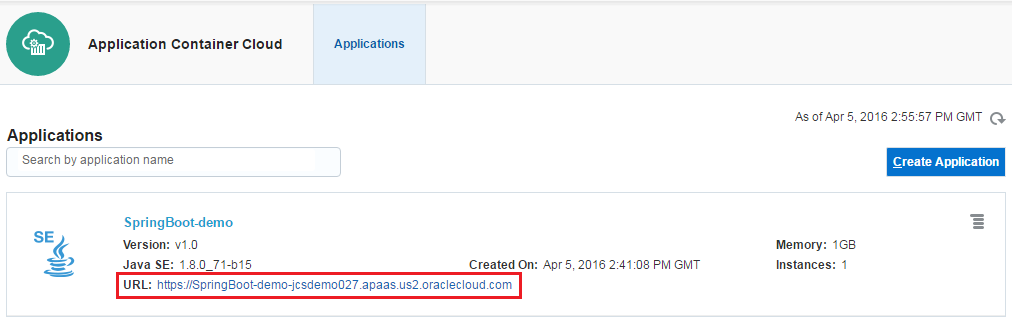 Application Container Cloud
Applications
As of Apr 5, 2016 2:55:57 PM GMT
Applications
Search by application name
Create Application
SpringBoot-demo
SE
Version: v1.0
Memory: 1GB
Java SE: 1.8.0_71-b15
Created On: Apr 5, 2016 2:41:08 PM GMT
Instances: 1
URL: https://SpringBoot-demo-jcsdemo027.apaas.us2.oraclecloud.com